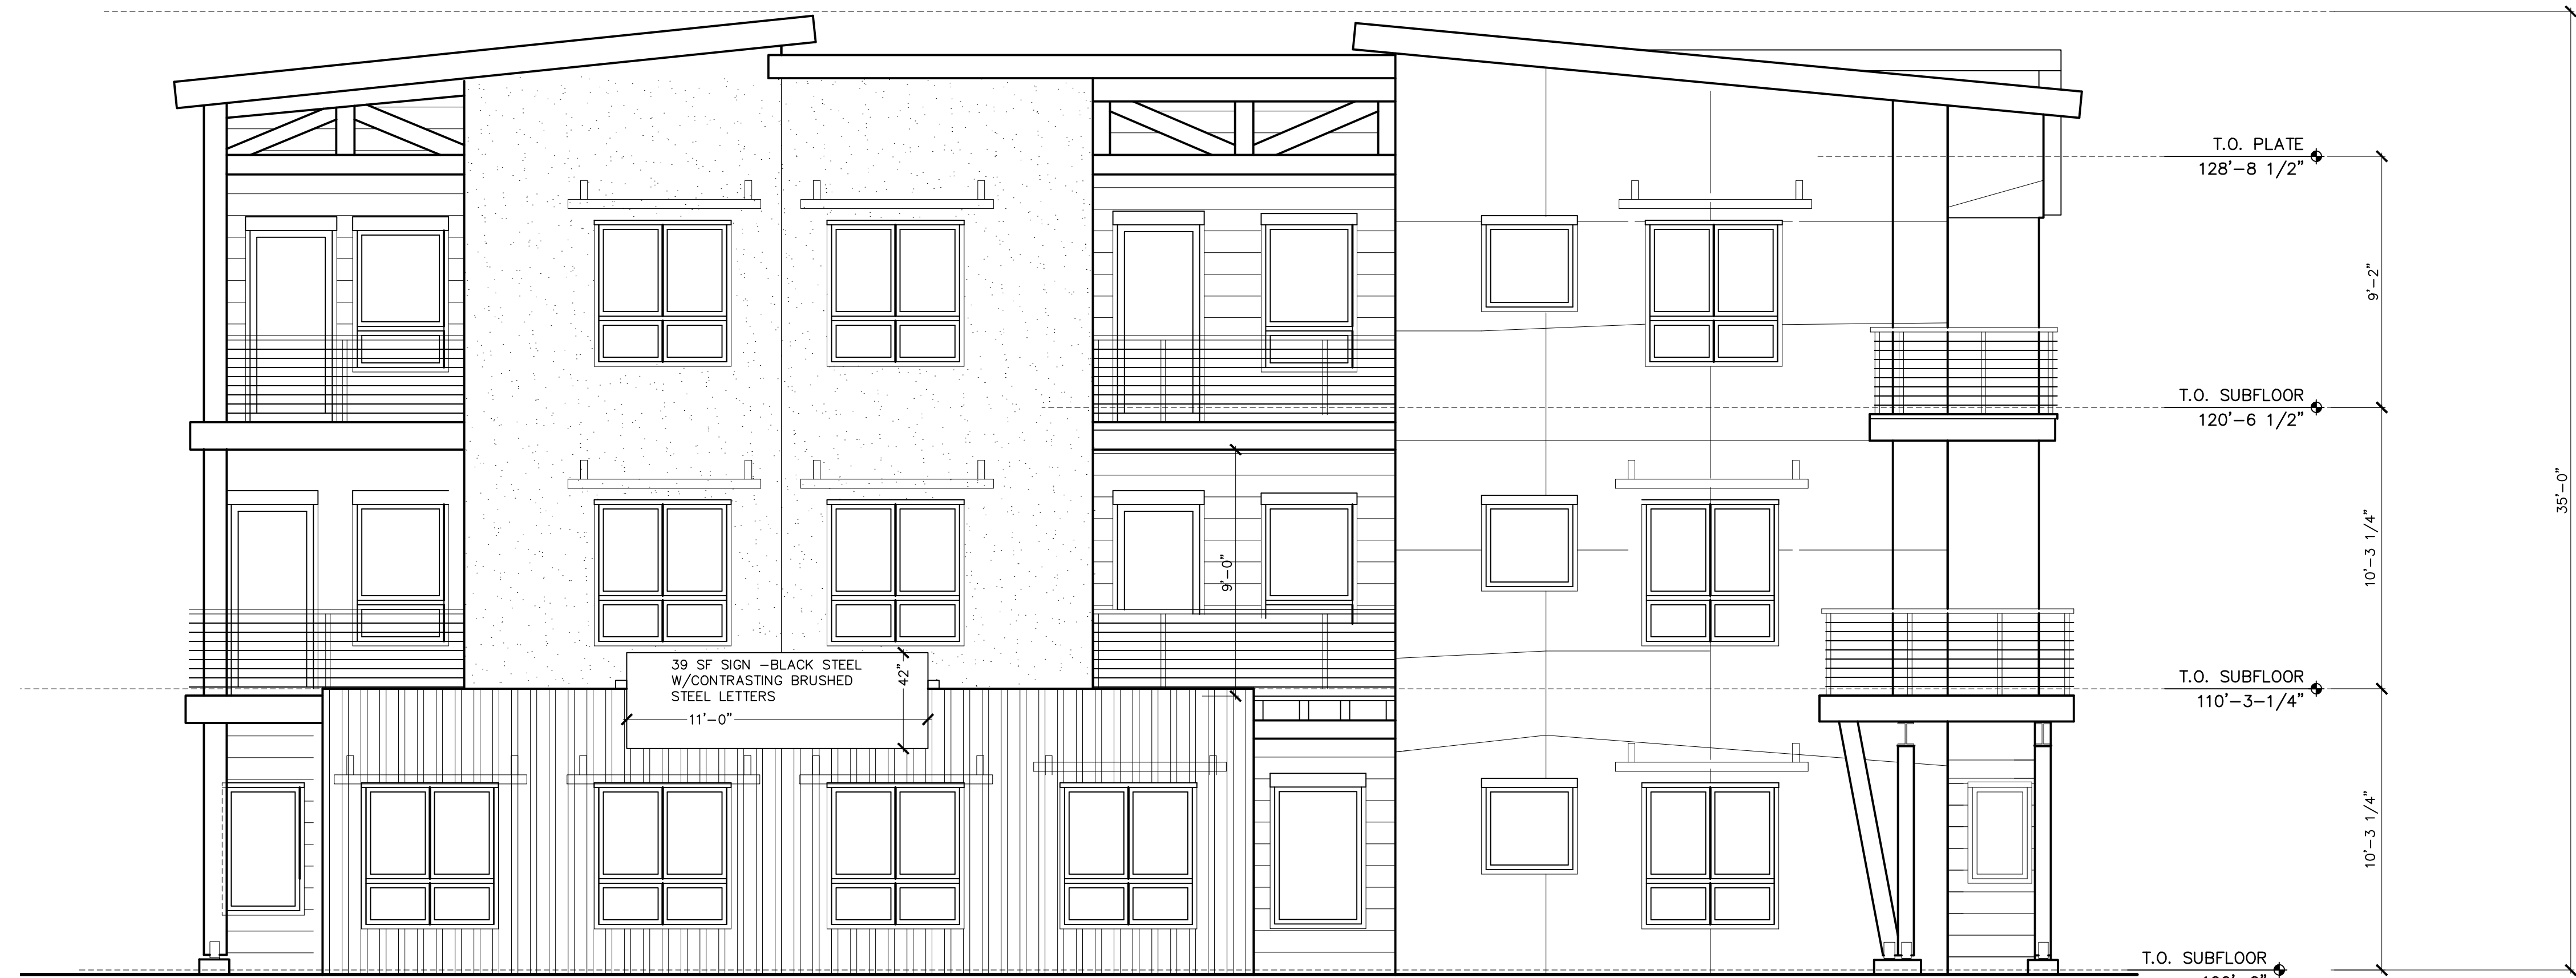 T.O. PLATE
128'-8 1/2"
9'-2"
T.O. SUBFLOOR
120'-6 1/2"
35'-0"
10'-3 1/4"
9'-0"
39 SF SIGN -BLACK STEEL
W/CONTRASTING BRUSHED
STEEL LETTERS
42"
11'-0"
T.O. SUBFLOOR
110'-3-1/4"
10'-3 1/4"
T.O. SUBFLOOR